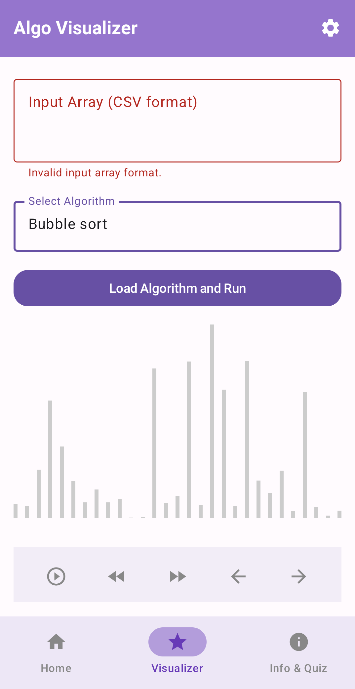 Algo Visualizer
Input Array (CSV format)
Invalid input array format.
Select Algorithm
Bubble sort
Load Algorithm and Run
Home
Visualizer
Info & Quiz